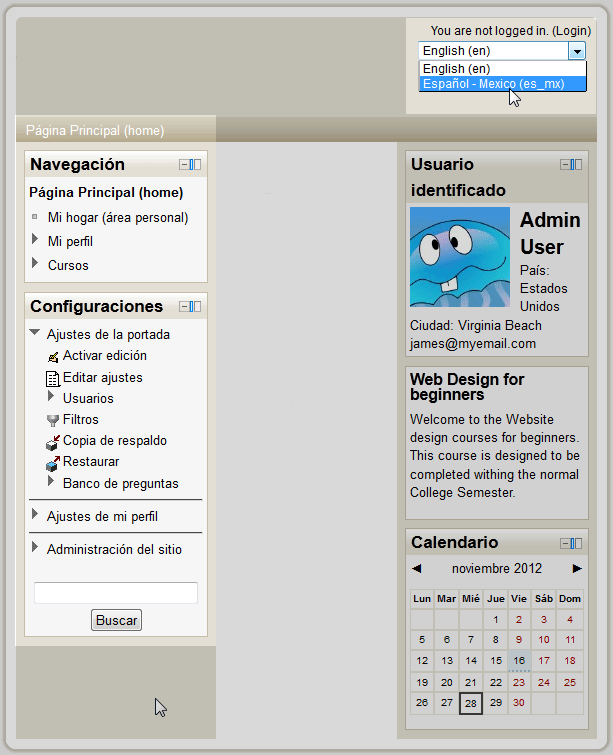 You are not logged in. (Login)
English (en)
English (en)
Español - Mexico (es_mx)
Página Principal (home)
Navegación
Página Principal (home)
Mi hogar (área personal)
Mi perfil
Cursos
Configuraciones
Ajustes de la portada
Activar edición
Editar ajustes
Usuarios
Filtros
Copia de respaldo
Restaurar
Banco de preguntas
Ajustes de mi perfil
Administración del sitio
Buscar
Usuario
identificado
Admin
User
País:
Estados
Unidos
Ciudad: Virginia Beach
james@myemail.com
Web Design for
beginners
Welcome to the Website
design courses for beginners.
This course is designed to be
completed withing the normal
College Semester.
Calendario
noviembre 2012
Lun Mar Mié Jue Vie Sáb Dom
1 2 3 4
5 6 7 8 9 10 11
12 13 14 15 16 17 18
19 20 21 22 23 24 25
26 27 28 29 30